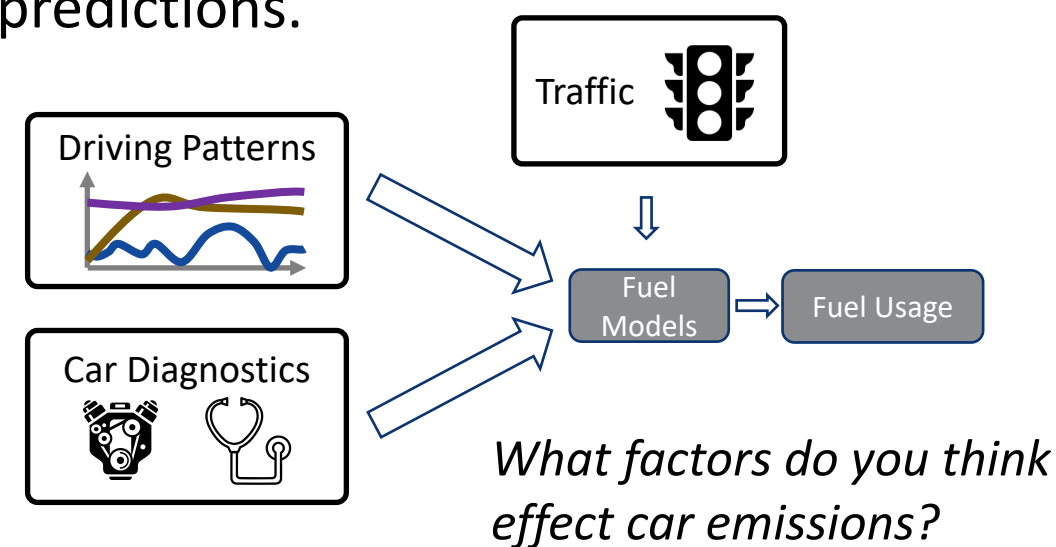 predictions.
Traffic
Driving Patterns
Fuel
Models
Fuel Usage
Car Diagnostics
What factors do you think
effect car emissions?